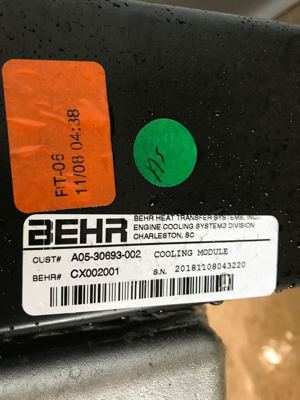 RT-06
11/08 04:38
BEHR
BEHR HEAT TRANSFER SYSTEMS, INC.
ENGINE COOLING SYSTEMS DIVISION
CHARLESTON, SC
CUST# A05-30693-002 COOLING MODULE
BEHR# CX002001 S.N. 20181108043220